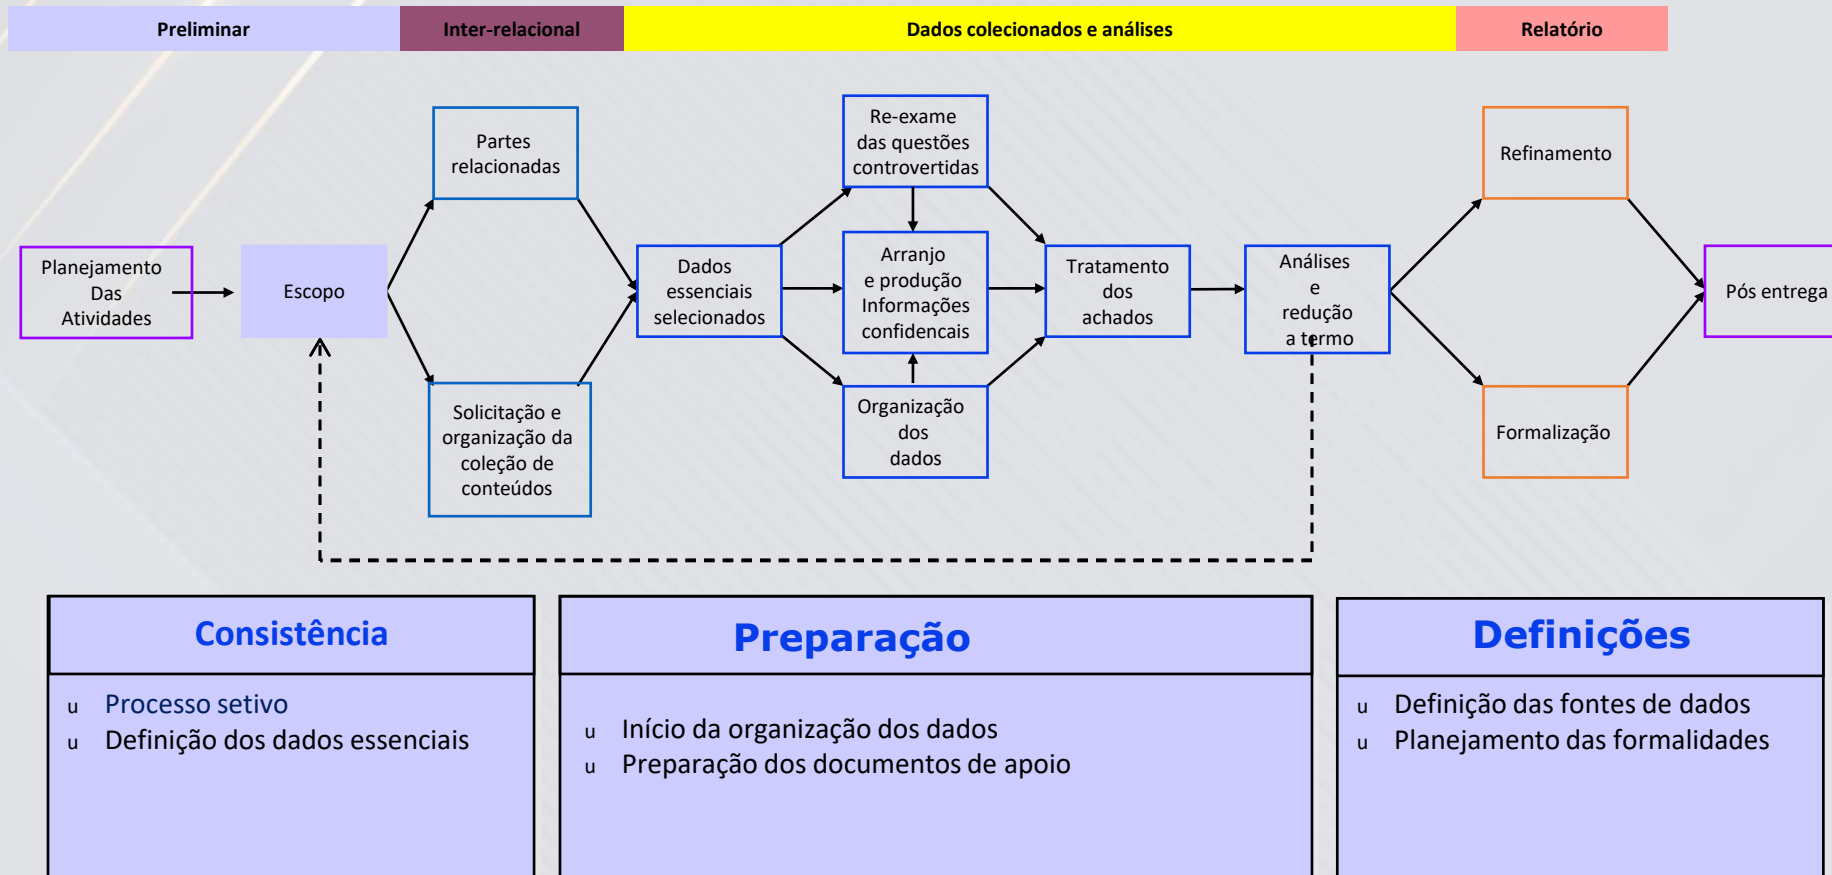 Preliminar
Inter-relacional
Dados colecionados e análises
Relatório
Planejamento
Das
Atividades
Escopo
Partes
relacionadas
Solicitação e
organização da
coleção de
conteúdos
Dados
essenciais
selecionados
Re-exame
das questões
controvertidas
Arranjo
e produção
Informações
confidencais
Organização
dos
dados
Tratamento
dos
achados
Análises
e
redução
a termo
Refinamento
Formalização
Pós entrega
Consistência
u Processo setivo
u Definição dos dados essenciais
Preparação
u Início da organização dos dados
u Preparação dos documentos de apoio
Definições
u Definição das fontes de dados
u Planejamento das formalidades